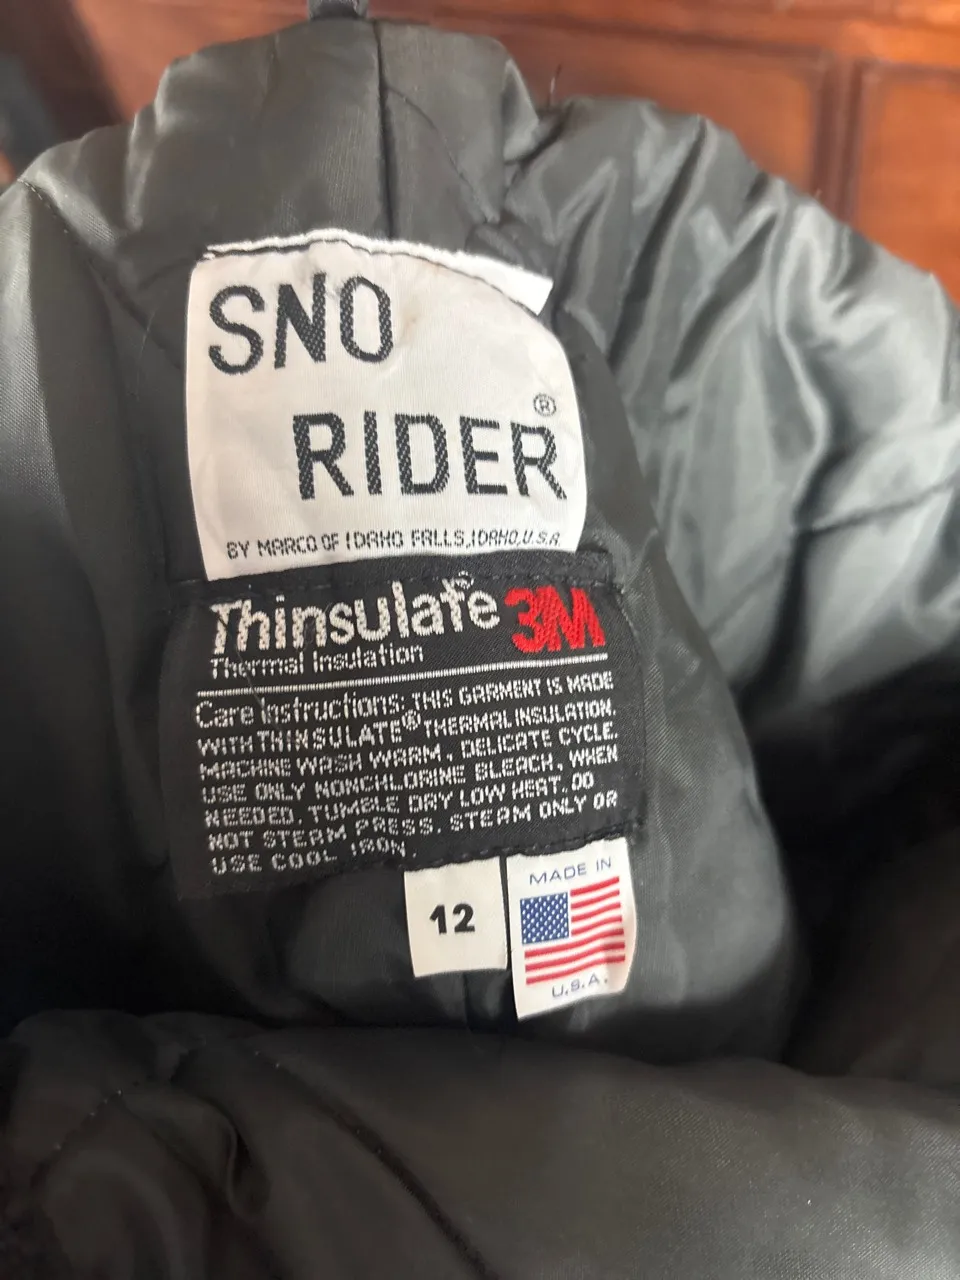 SNO
RIDER®
BY MARCO OF IDAHO FALLS, IDAHO, U.S.A.
Thinsulate 3M
Thermal Insulation
Care Instructions: THIS GARMENT IS MADE
WITH THINSULATE® THERMAL INSULATION.
MACHINE WASH WARM, DELICATE CYCLE.
USE ONLY NONCHLORINE BLEACH, WHEN
NEEDED. TUMBLE DRY LOW HEAT. DO
NOT STEAM PRESS. STEAM ONLY OR
USE COOL IRON.
12
MADE IN
U.S.A.